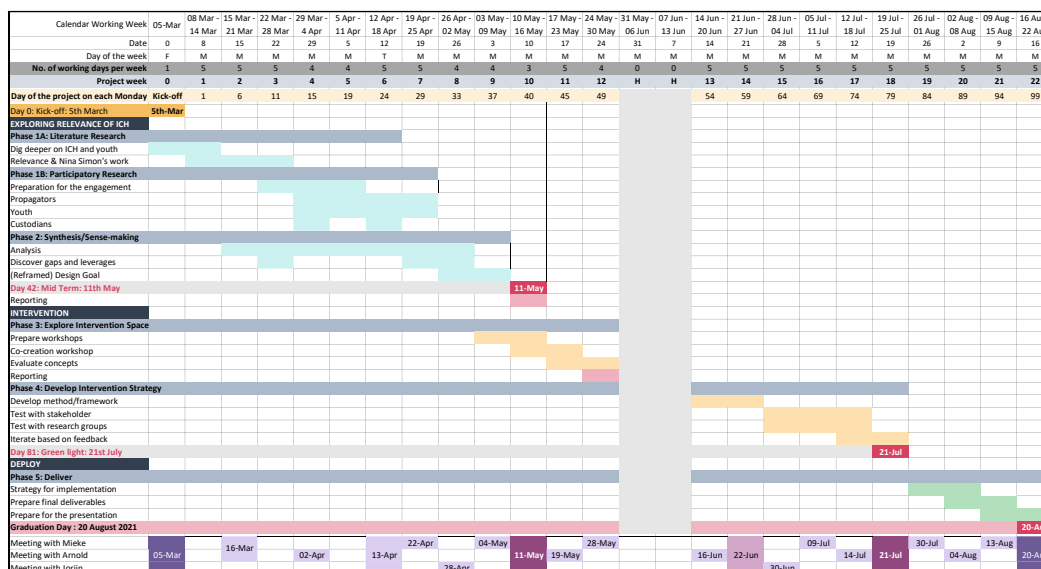 Calendar Working Week 05-Mar 08 Mar - 14 Mar 15 Mar - 21 Mar 22 Mar - 28 Mar 29 Mar - 4 Apr 5 Apr - 11 Apr 12 Apr - 18 Apr 19 Apr - 25 Apr 26 Apr - 02 Apr 03 May - 09 May 10 May - 16 May 17 May - 23 May 24 May - 30 May 31 May - 06 Jun 07 Jun - 13 Jun 14 Jun - 20 Jun 21 Jun - 27 Jun 28 Jun - 04 Jul 05 Jul - 11 Jul 12 Jul - 18 Jul 19 Jul - 25 Jul 26 Jul - 01 Aug 02 Aug - 08 Aug 09 Aug - 15 Aug 16 Au 22 Au
Date 0 8 15 22 29 5 12 19 26 3 10 17 24 31 7 14 21 28 5 12 19 26 2 9 16
Day of the week F M M M M M T M M M M M M M M M M M M M M M M M M
No. of working days per week 1 5 5 5 4 4 5 5 4 4 3 5 4 0 0 5 5 5 5 5 5 5 5 5 5
Project week 0 1 2 3 4 5 6 7 8 9 10 11 12 H H 13 14 15 16 17 18 19 20 21 22
Day of the project on each Monday Kick-off 1 6 11 15 19 24 29 33 37 40 45 49 54 59 64 69 74 79 84 89 94 99
Day 0: Kick-off: 5th March 5th-Mar
EXPLORING RELEVANCE OF ICH
Phase 1A: Literature Research
Dig deeper on ICH and youth
Relevance & Nina Simon's work
Phase 1B: Participatory Research
Preparation for the engagement
Propagators
Youth
Custodians
Phase 2: Synthesis/Sense-making
Analysis
Discover gaps and leverages
(Reframed) Design Goal
Day 42: Mid Term: 11th May 11-May
Reporting
INTERVENTION
Phase 3: Explore Intervention Space
Prepare workshops
Co-creation workshop
Evaluate concepts
Reporting
Phase 4: Develop Intervention Strategy
Develop method/framework
Test with stakeholder
Test with research groups
Iterate based on feedback
Day 81: Green light: 21st July 21-Jul
DEPLOY
Phase 5: Deliver
Strategy for implementation
Prepare final deliverables
Prepare for the presentation
Graduation Day : 20 August 2021 20-A
Meeting with Mieke 22-Apr 04-May 28-May 09-Jul 30-Jul 13-Aug
05-Mar 16-Mar
Meeting with Arnold 02-Apr 13-Apr 11-May 19-May 16-Jun 22-Jun 14-Jul 21-Jul 04-Aug 20-A
Meeting with Jorijn 28-Apr 30-Jun